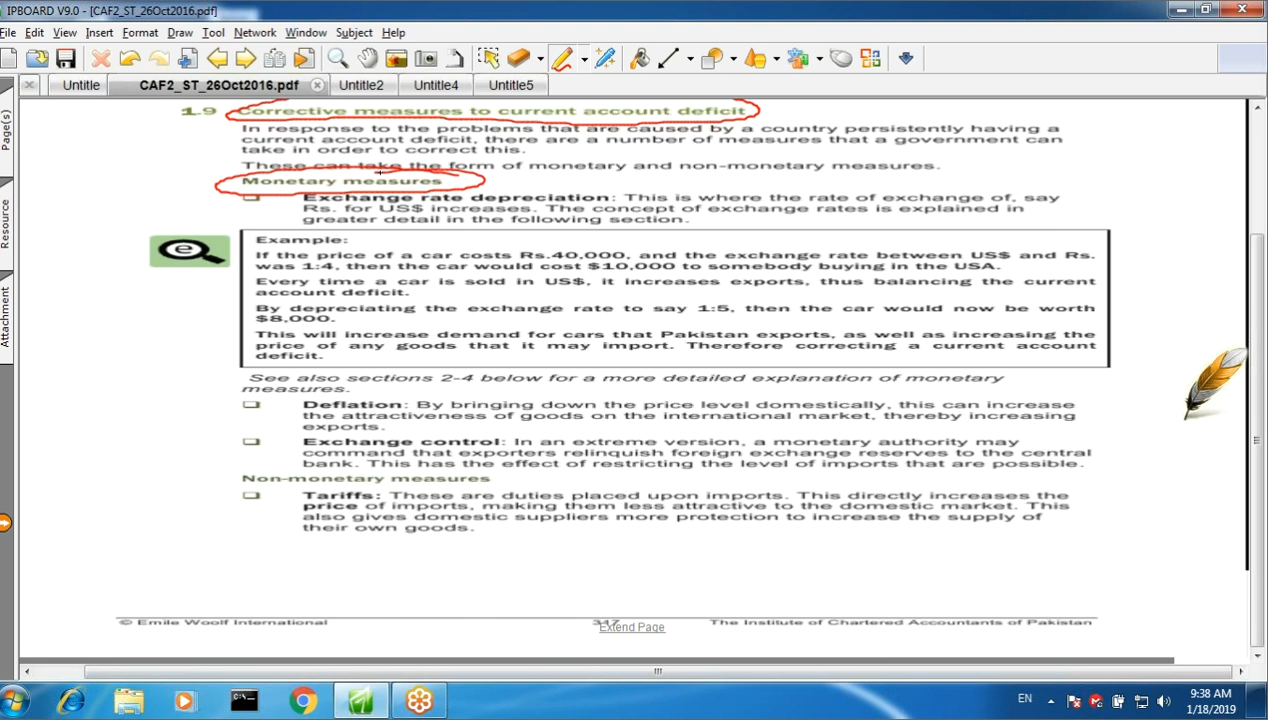 IPBOARD V9.0 - [CAF2_ST_26Oct2016.pdf]
File Edit View Insert Format Draw Tool Network Window Subject Help
Untitle CAF2_ST_26Oct2016.pdf Untitle2 Untitle4 Untitle5
Page(s)
Resource
Attachment
1.9 Corrective measures to current account deficit
In response to the problems that are caused by a country persistently having a
current account deficit, there are a number of measures that a government can
take in order to correct this.
These can take the form of monetary and non-monetary measures.
Monetary measures
Exchange rate depreciation: This is where the rate of exchange of, say
Rs. for US$ increases. The concept of exchange rates is explained in
greater detail in the following section.
e
Example:
If the price of a car costs Rs.40,000, and the exchange rate between US$ and Rs.
was 1:4, then the car would cost $10,000 to somebody buying in the USA.
Every time a car is sold in US$, it increases exports, thus balancing the current
account deficit.
By depreciating the exchange rate to say 1:5, then the car would now be worth
$8,000.
This will increase demand for cars that Pakistan exports, as well as increasing the
price of any goods that it may import. Therefore correcting a current account
deficit.
See also sections 2-4 below for a more detailed explanation of monetary
measures.
Deflation: By bringing down the price level domestically, this can increase
the attractiveness of goods on the international market, thereby increasing
exports.
Exchange control: In an extreme version, a monetary authority may
command that exporters relinquish foreign exchange reserves to the central
bank. This has the effect of restricting the level of imports that are possible.
Non-monetary measures
Tariffs: These are duties placed upon imports. This directly increases the
price of imports, making them less attractive to the domestic market. This
also gives domestic suppliers more protection to increase the supply of
their own goods.
© Emile Woolf International 347 The Institute of Chartered Accountants of Pakistan
Extend Page
EN 9:38 AM
1/18/2019